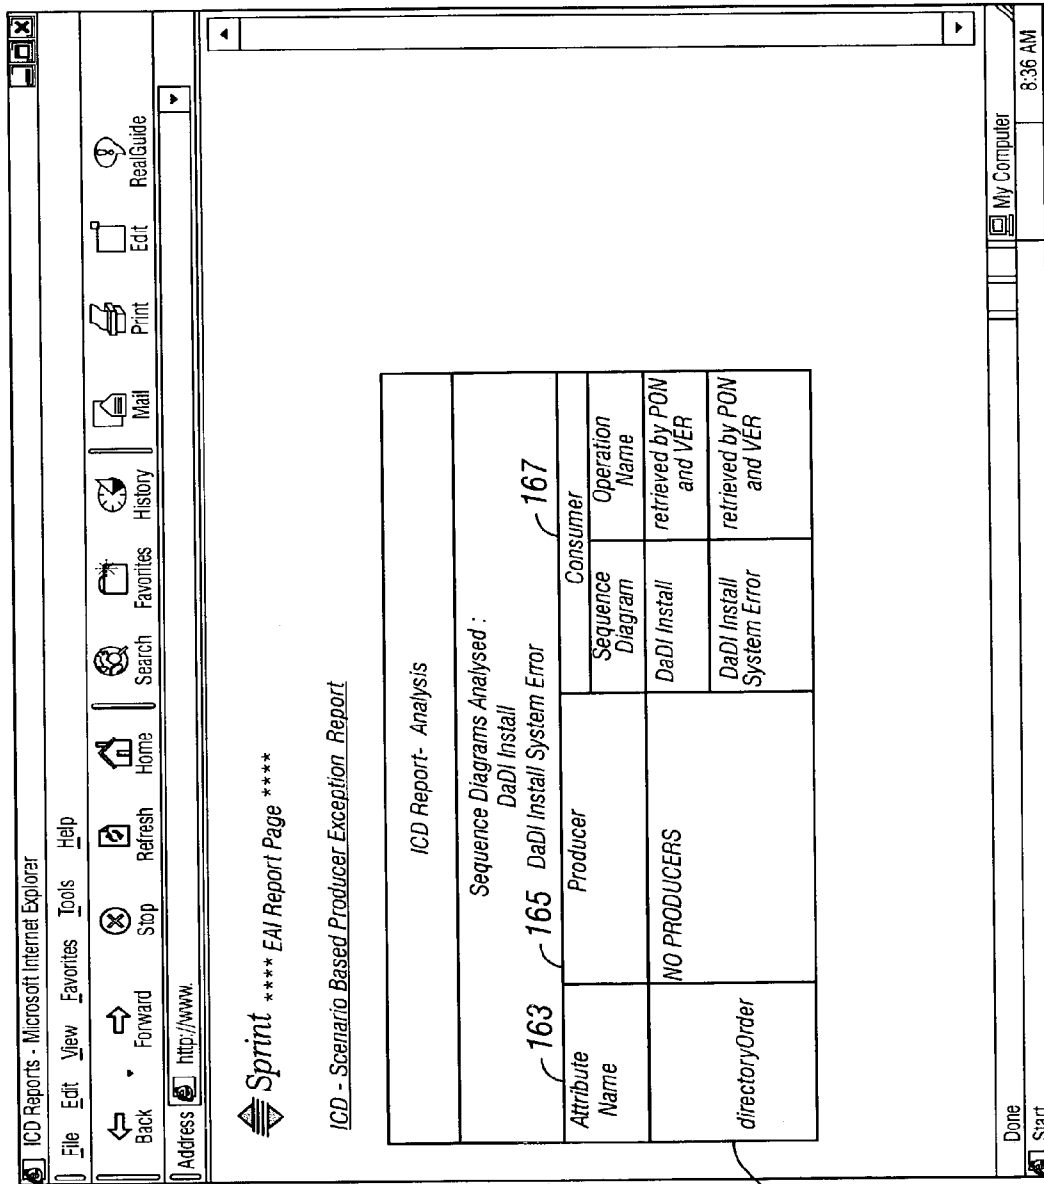 ICD Reports - Microsoft Internet Explorer
File Edit View Favorites Tools Help
Back Forward Stop Refresh Home Search Favorites History Mail Print Edit RealGuide
Address http://www.
Sprint **** EAI Report Page ****
ICD - Scenario Based Producer Exception Report
ICD Report- Analysis
Sequence Diagrams Analysed :
DaDI Install
DaDI Install System Error
163
165
167
Attribute Name
Producer
Consumer
Sequence Diagram
Operation Name
directoryOrder
NO PRODUCERS
DaDI Install
retrieved by PON and VER
DaDI Install System Error
retrieved by PON and VER
Done
My Computer
Start
8:36 AM